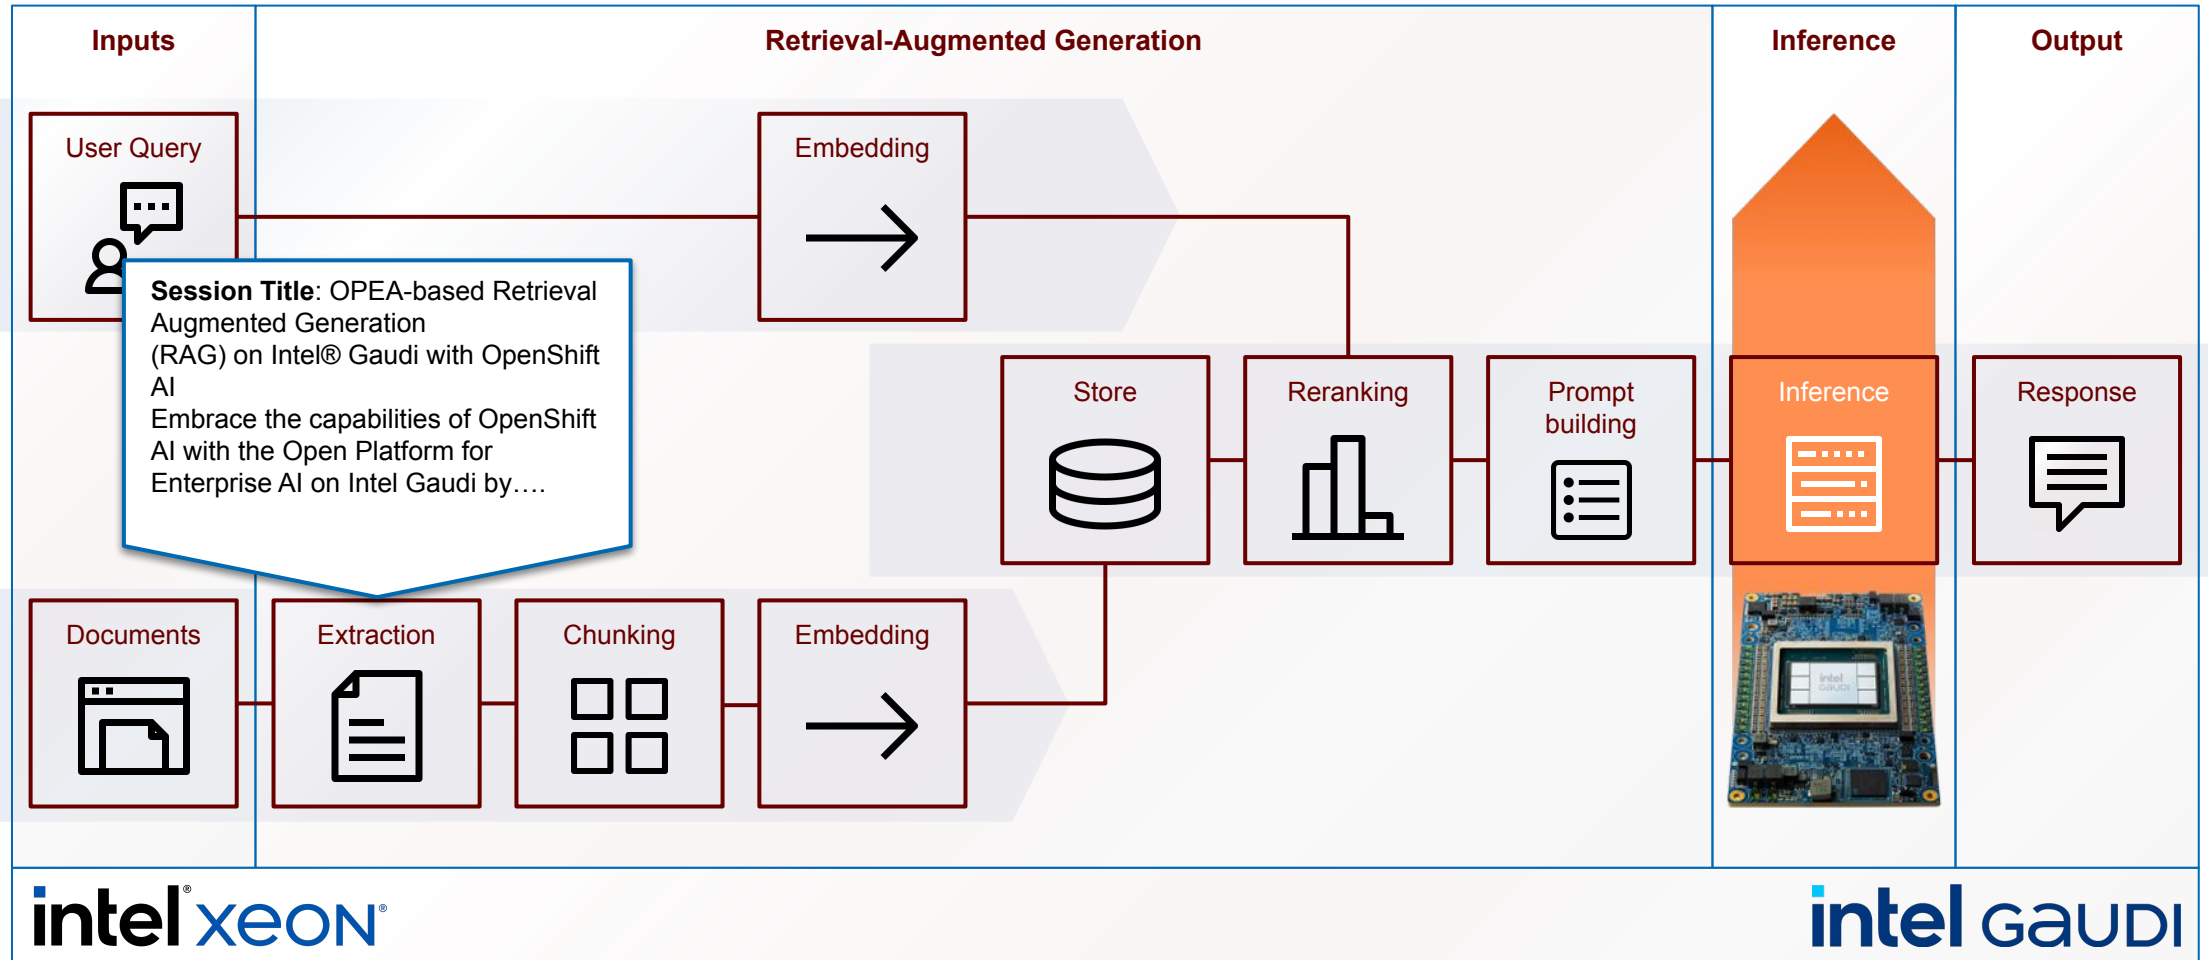 Inputs
Retrieval-Augmented Generation
Inference
Output
User Query
Embedding
Session Title: OPEA-based Retrieval
Augmented Generation
(RAG) on Intel® Gaudi with OpenShift
AI
Embrace the capabilities of OpenShift
AI with the Open Platform for
Enterprise AI on Intel Gaudi by….
Store
Reranking
Prompt
building
Inference
Response
Documents
Extraction
Chunking
Embedding
intel
GAUDI
intel® xeon®
intel GAUDI